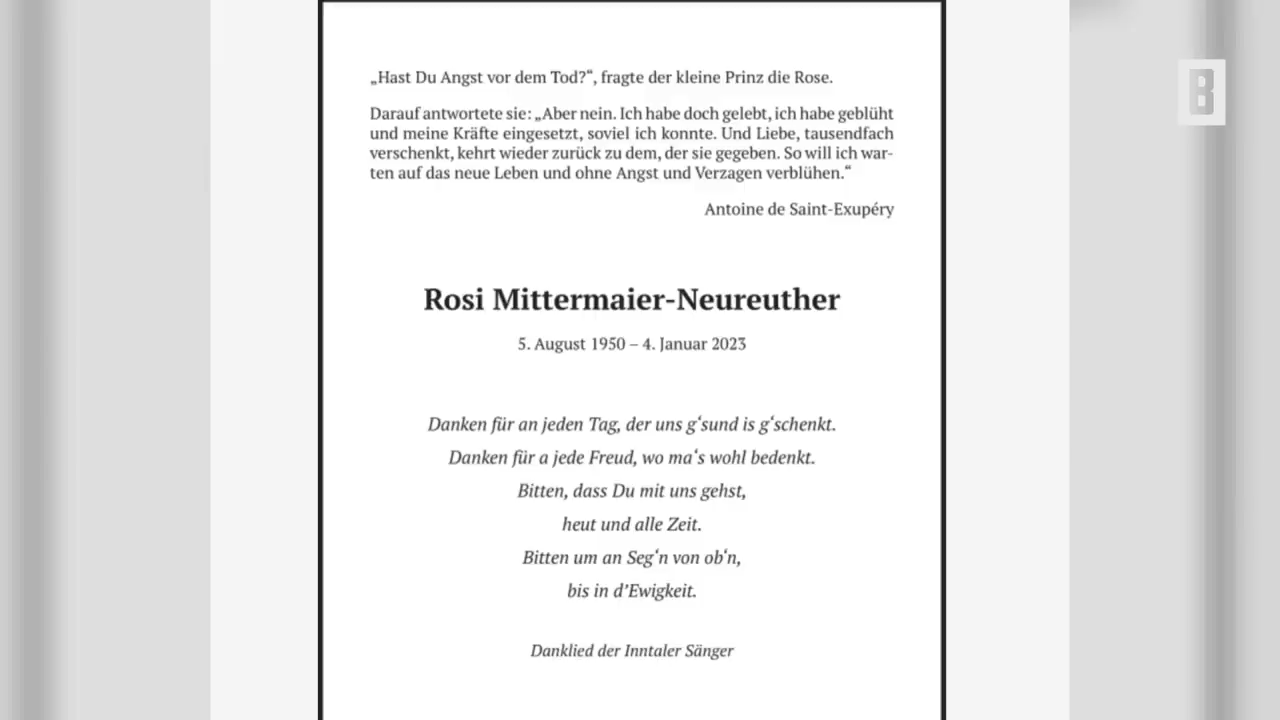 „Hast Du Angst vor dem Tod?“, fragte der kleine Prinz die Rose.
Darauf antwortete sie: „Aber nein. Ich habe doch gelebt, ich habe geblüht
und meine Kräfte eingesetzt, soviel ich konnte. Und Liebe, tausendfach
verschenkt, kehrt wieder zurück zu dem, der sie gegeben. So will ich war-
ten auf das neue Leben und ohne Angst und Verzagen verblühen.“
Antoine de Saint-Exupéry
Rosi Mittermaier-Neureuther
5. August 1950 – 4. Januar 2023
Danken für an jeden Tag, der uns g‘sund is g‘schenkt.
Danken für a jede Freud, wo ma‘s wohl bedenkt.
Bitten, dass Du mit uns gehst,
heut und alle Zeit.
Bitten um an Seg‘n von ob‘n,
bis in d’Ewigkeit.
Danklied der Inntaler Sänger
B